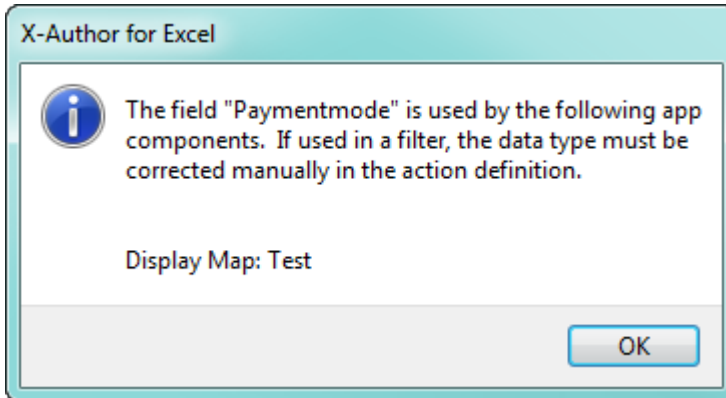 X-Author for Excel
The field "Paymentmode" is used by the following app
components.  If used in a filter, the data type must be
corrected manually in the action definition.
Display Map: Test
OK